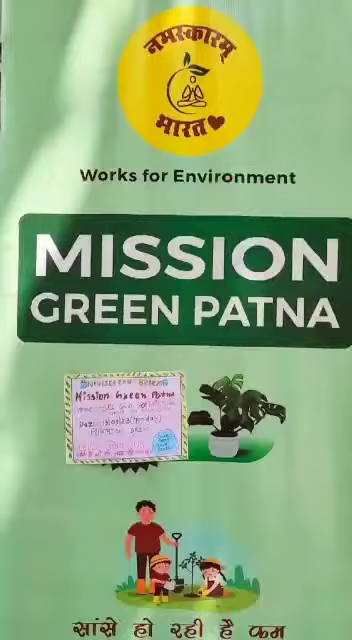 नमस्कारम्
भारत
Works for Environment
MISSION
GREEN PATNA
Mission Green Patna
सांसे हो रही है कम